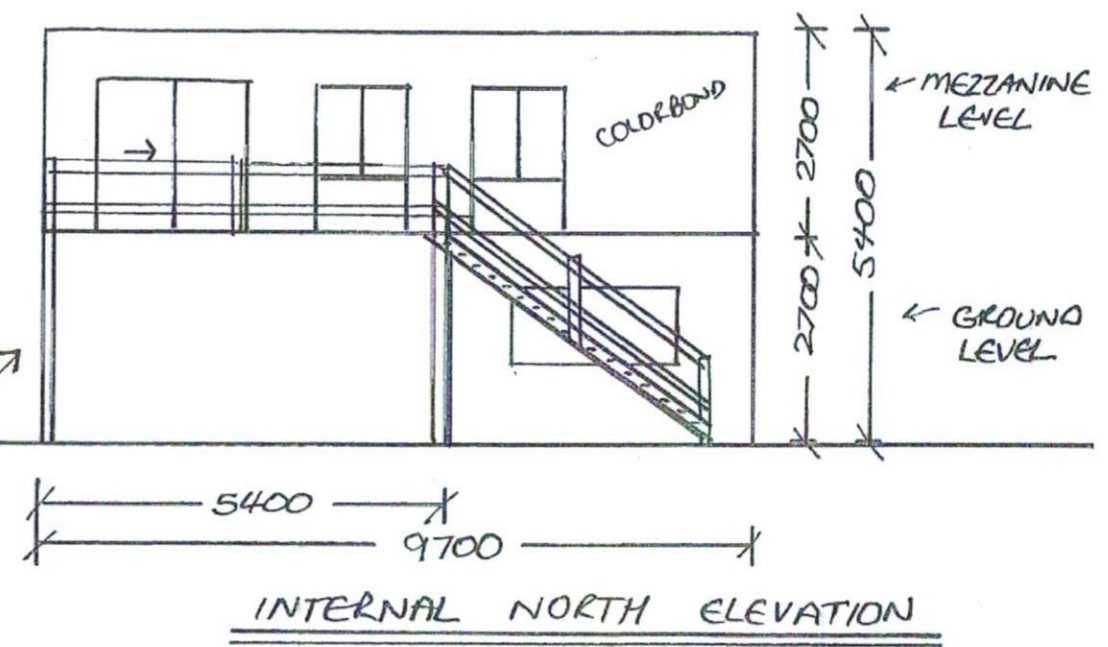 COLORBOND
2700
2700
5400
← MEZZANINE
LEVEL
← GROUND
LEVEL
5400
9700
INTERNAL NORTH ELEVATION